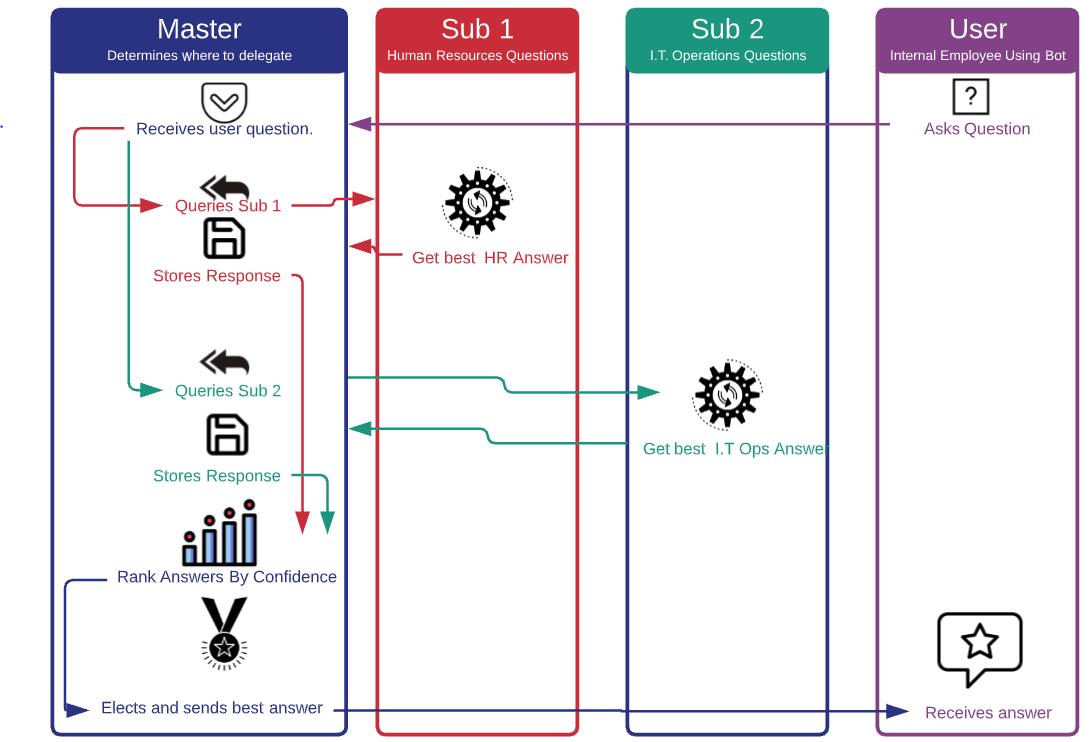 Master
Determines where to delegate
Sub 1
Human Resources Questions
Sub 2
I.T. Operations Questions
User
Internal Employee Using Bot
?
Receives user question.
Asks Question
Queries Sub 1
Get best HR Answer
Stores Response
Queries Sub 2
Get best I.T Ops Answer
Stores Response
Rank Answers By Confidence
Elects and sends best answer
Receives answer